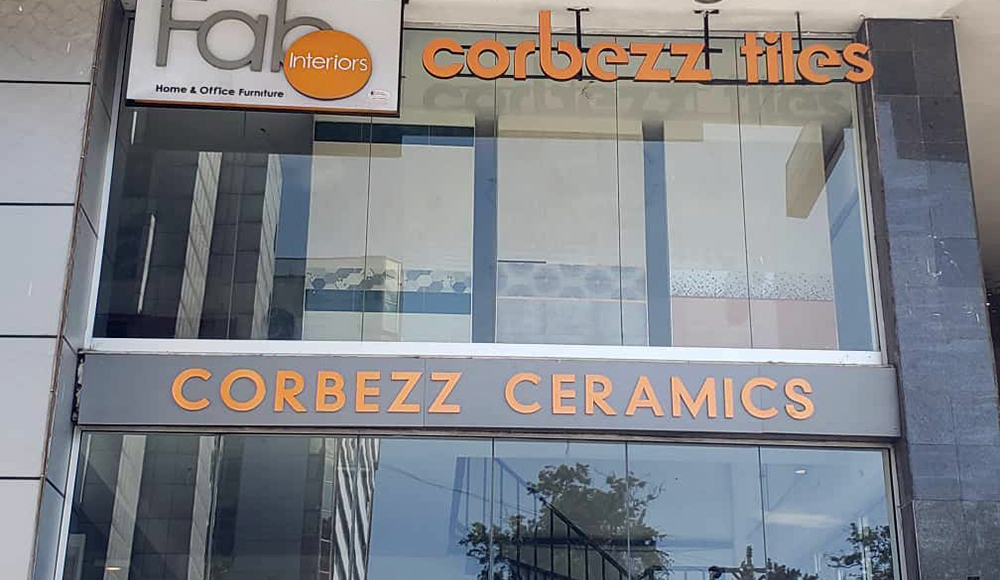 Fab
Interiors
Home & Office Furniture
corbezz tiles
CORBEZZ CERAMICS